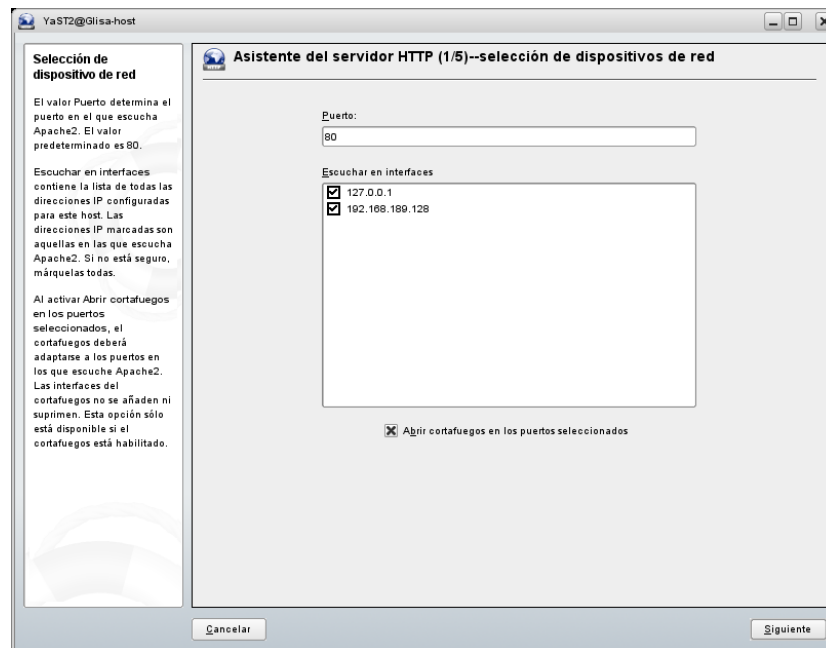 YaST2@Glisa-host
Selección de
dispositivo de red
El valor Puerto determina el
puerto en el que escucha
Apache2. El valor
predeterminado es 80.
Escuchar en interfaces
contiene la lista de todas las
direcciones IP configuradas
para este host. Las
direcciones IP marcadas son
aquellas en las que escucha
Apache2. Si no está seguro,
márquelas todas.
Al activar Abrir cortafuegos
en los puertos
seleccionados, el
cortafuegos deberá
adaptarse a los puertos en
los que escuche Apache2.
Las interfaces del
cortafuegos no se añaden ni
suprimen. Esta opción sólo
está disponible si el
cortafuegos está habilitado.
Asistente del servidor HTTP (1/5)--selección de dispositivos de red
Puerto:
80
Escuchar en interfaces
127.0.0.1
192.168.189.128
Abrir cortafuegos en los puertos seleccionados
Cancelar
Siguiente